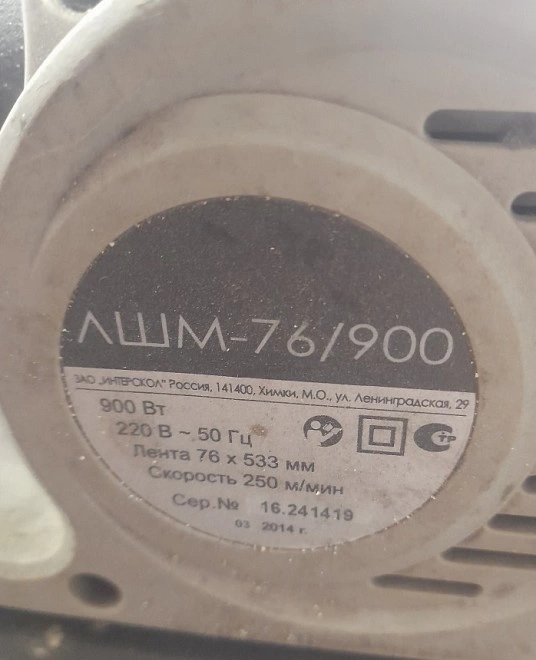 ЛШМ-76/900
ЗАО „ИНТЕРСКОЛ" Россия, 141400, Химки, М.О., ул. Ленинградская, 29
900 Вт
220 В ~ 50 Гц
Лента 76 x 533 мм
Скорость 250 м/мин
Сер.№ 16.241419
03 2014 г.